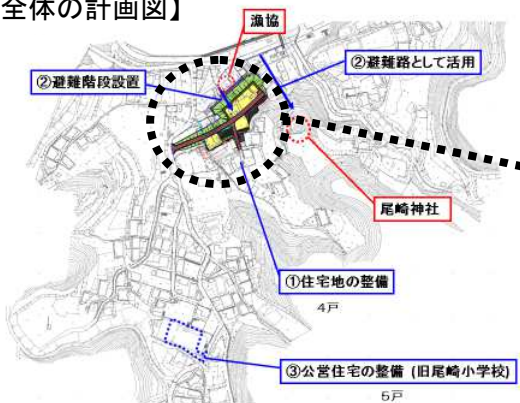 全体の計画図】
漁協
②避難階段設置
②避難路として活用
尾崎神社
①住宅地の整備
4戸
③公営住宅の整備 (旧尾崎小学校)
5戸